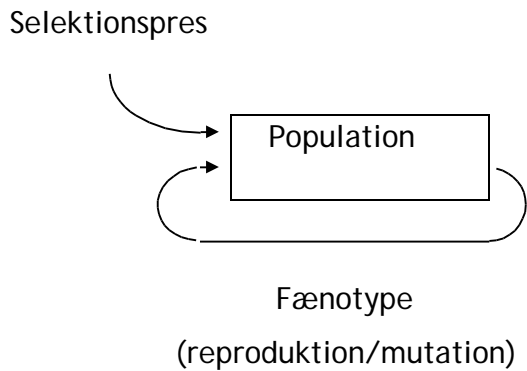 Selektionspres
Population
Fænotype
(reproduktion/mutation)